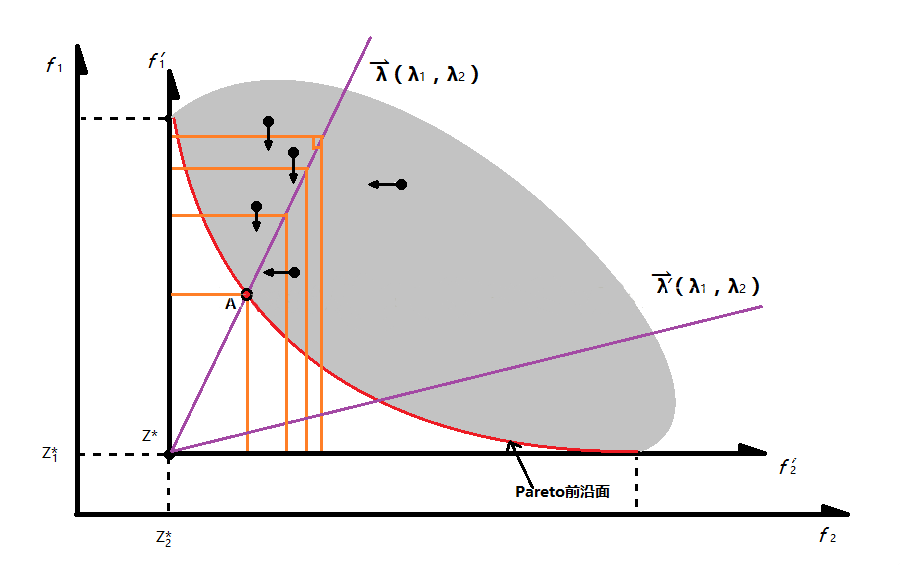 f₁
f₁′
λ⃗ ( λ₁ , λ₂ )
λ⃗′( λ₁ , λ₂ )
A
Z*
Z₁*
f₂′
Pareto前沿面
Z₂*
f₂